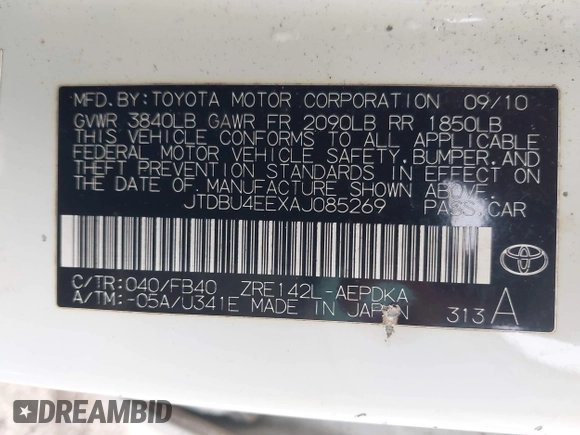 MFD.BY:TOYOTA MOTOR CORPORATION 09/10
GVWR 3840LB GAWR FR 2090LB RR 1850LB
THIS VEHICLE CONFORMS TO ALL APPLICABLE
FEDERAL MOTOR VEHICLE SAFETY,BUMPER,AND
THEFT PREVENTION STANDARDS IN EFFECT ON
THE DATE OF MANUFACTURE SHOWN ABOVE.
JTDBU4EEXAJ085269 PASS.CAR
C/TR:040/FB40 ZRE142L-AEPDKA
A/TM:-05A/U341E MADE IN JAPAN 313 A
DREAMBID